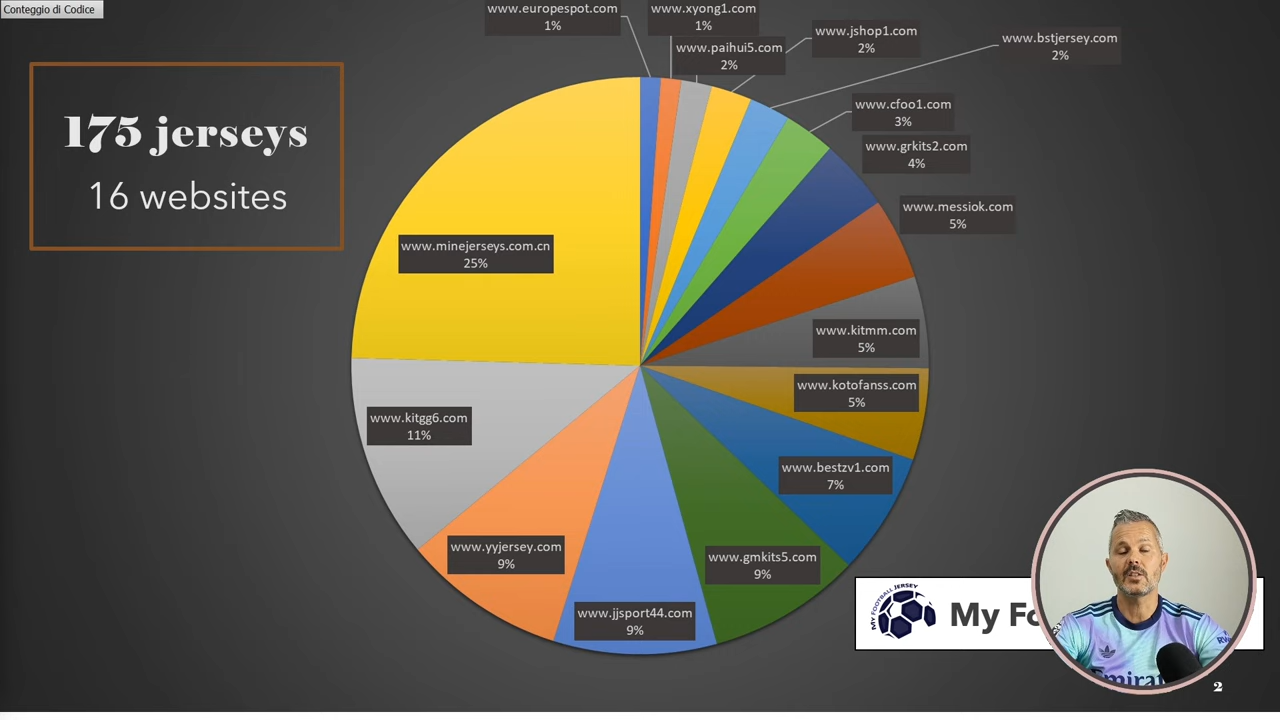 Conteggio di Codice
175 jerseys
16 websites
www.europespot.com
1%
www.xyong1.com
1%
www.paihui5.com
2%
www.jshop1.com
2%
www.bstjersey.com
2%
www.cfoo1.com
3%
www.grkits2.com
4%
www.messiok.com
5%
www.kitmm.com
5%
www.kotofanss.com
5%
www.bestzv1.com
7%
www.gmkits5.com
9%
www.jjsport44.com
9%
www.yyjersey.com
9%
www.kitgg6.com
11%
www.minejerseys.com.cn
25%
MY FOOTBALL JERSEY
My Fo
2